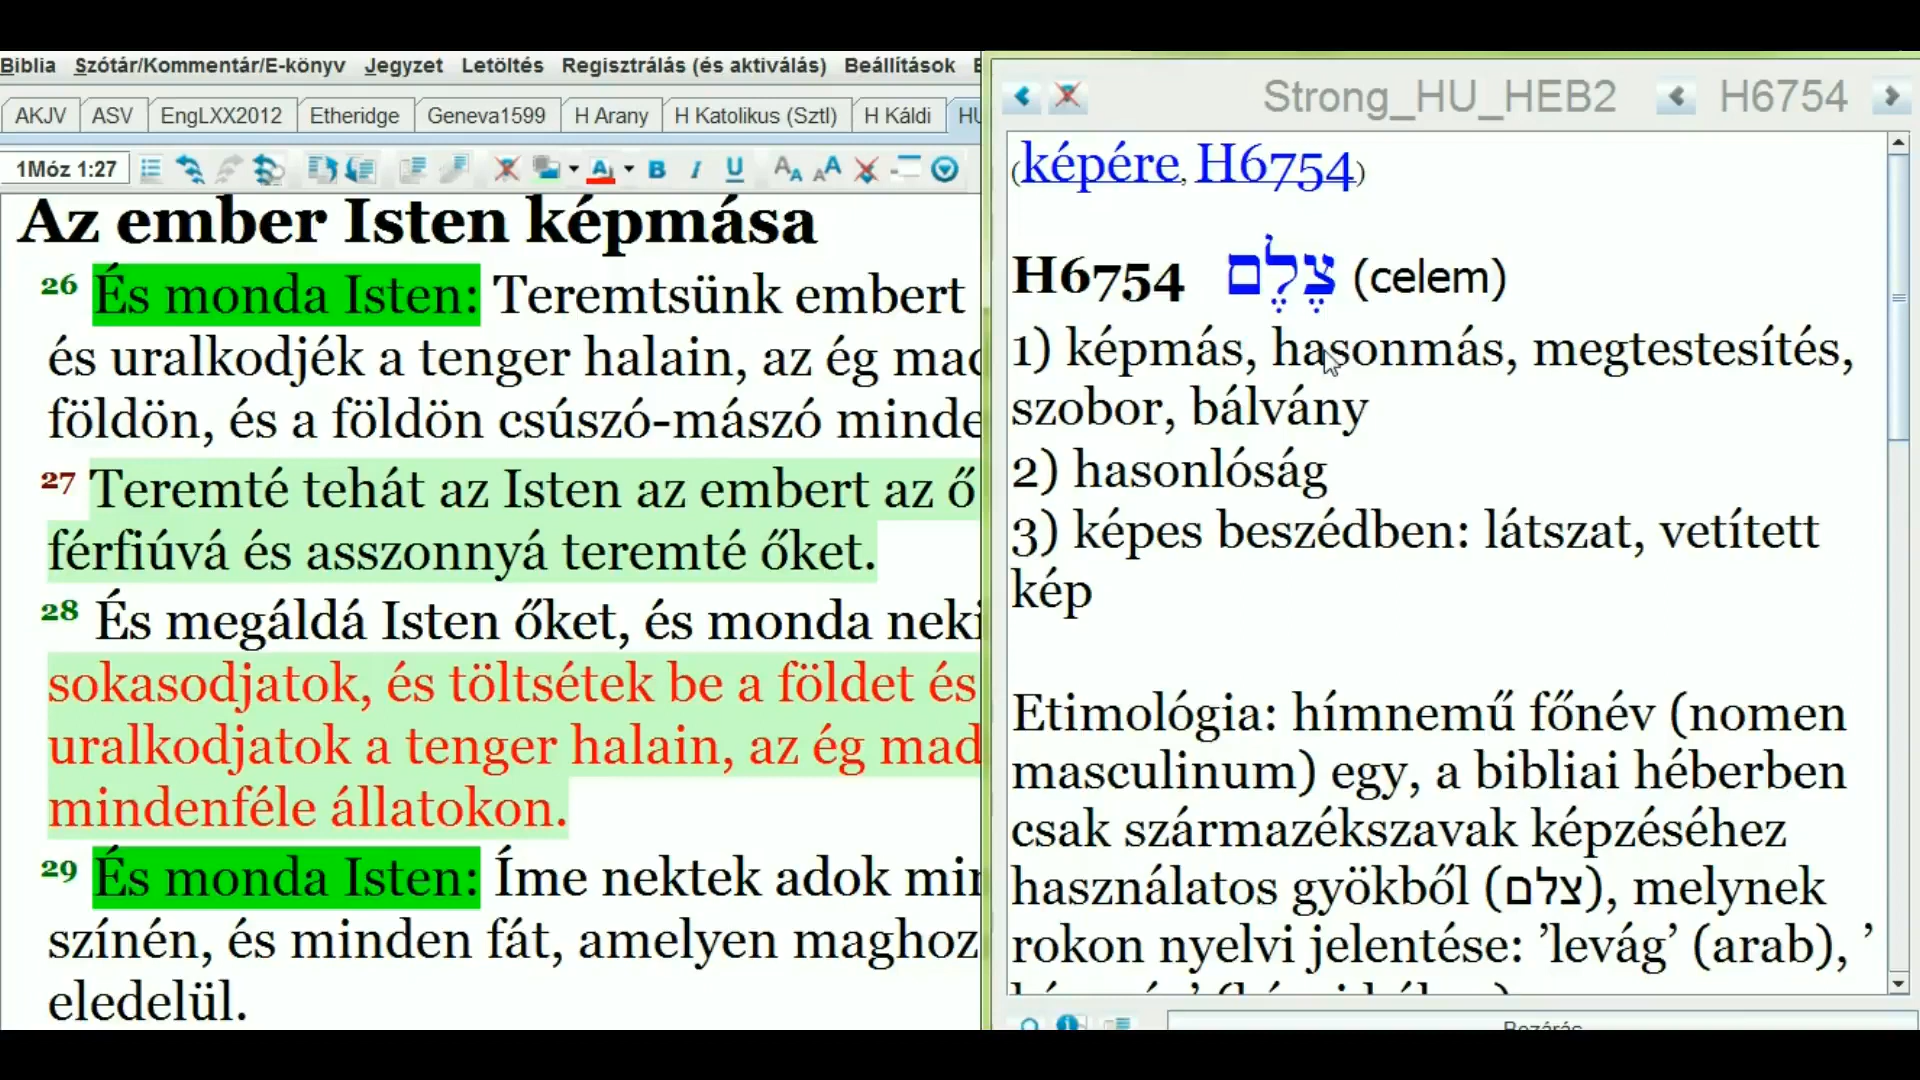 Biblia Szótár/Kommentár/E-könyv Jegyzet Letöltés Regisztrálás (és aktiválás) Beállítások
AKJV ASV EngLXX2012 Etheridge Geneva1599 H Arany H Katolikus (Sztl) H Káldi HU
1Móz 1:27
Az ember Isten képmása
26 És monda Isten: Teremtsünk embert
és uralkodjék a tenger halain, az ég mad
földön, és a földön csúszó-mászó minde
27 Teremté tehát az Isten az embert az ő
férfiúvá és asszonnyá teremté őket.
28 És megáldá Isten őket, és monda neki
sokasodjatok, és töltsétek be a földet és
uralkodjatok a tenger halain, az ég mad
mindenféle állatokon.
29 És monda Isten: Íme nektek adok min
színén, és minden fát, amelyen maghoz
eledelül.
Strong_HU_HEB2 H6754
(képére, H6754)
H6754 צֶלֶם (celem)
1) képmás, hasonmás, megtestesítés,
szobor, bálvány
2) hasonlóság
3) képes beszédben: látszat, vetített
kép
Etimológia: hímnemű főnév (nomen
masculinum) egy, a bibliai héberben
csak származékszavak képzéséhez
használatos gyökből (צלם), melynek
rokon nyelvi jelentése: ’levág’ (arab), ’
Bezárás